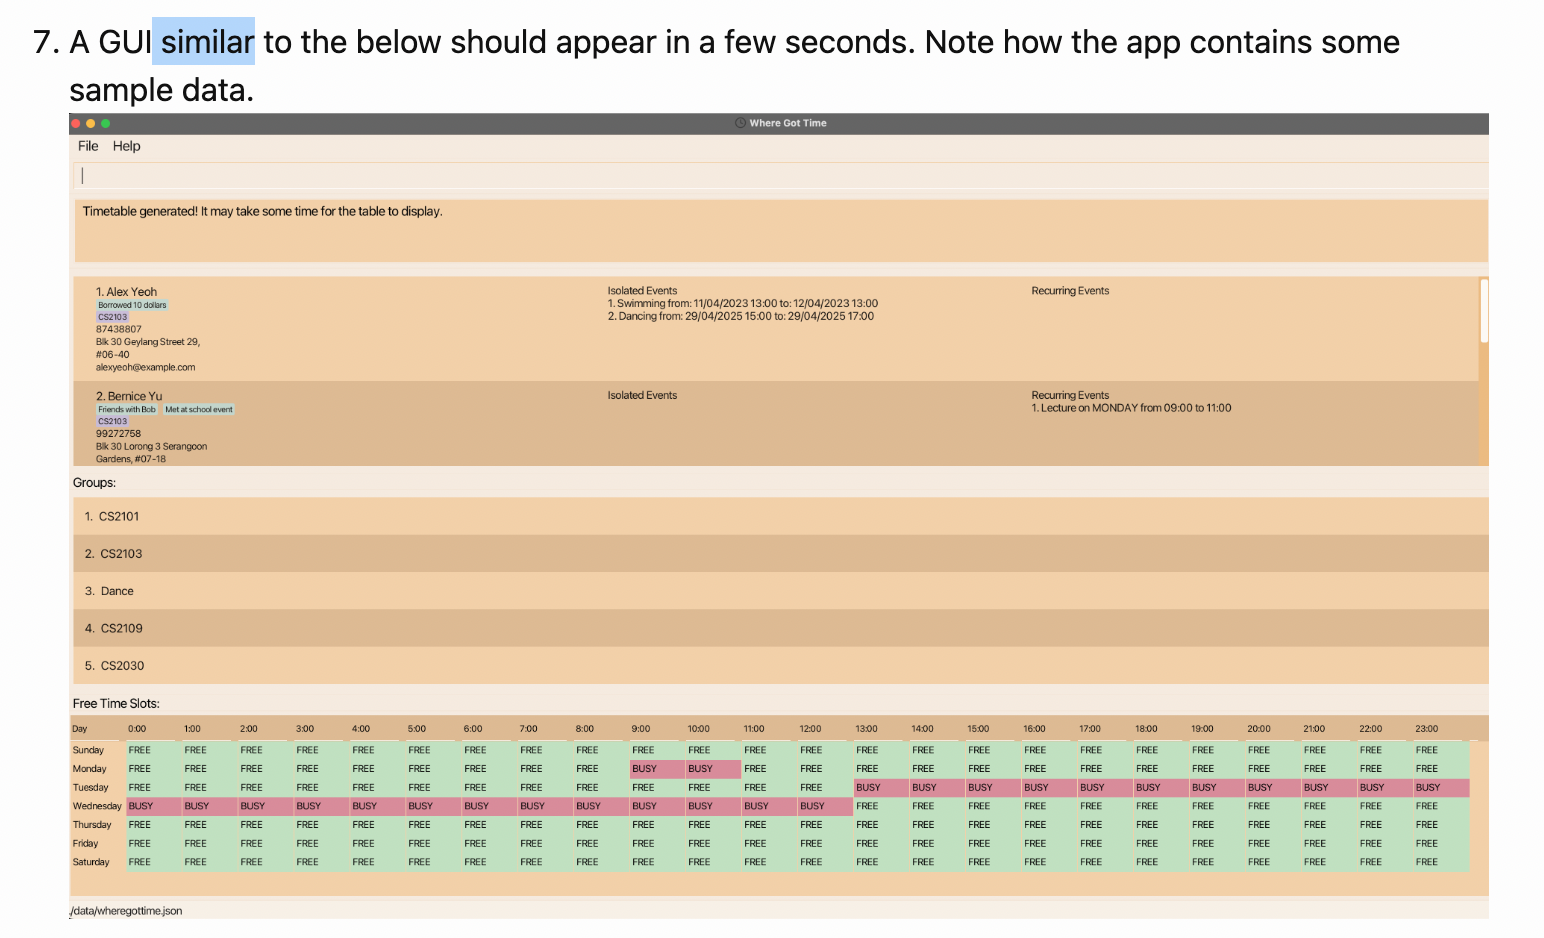 7. A GUI similar to the below should appear in a few seconds. Note how the app contains some
sample data.
Where Got Time
File Help
Timetable generated! It may take some time for the table to display.
1. Alex Yeoh
Borrowed 10 dollars
CS2103
87438807
Blk 30 Geylang Street 29,
#06-40
alexyeoh@example.com
Isolated Events
1. Swimming from: 11/04/2023 13:00 to: 12/04/2023 13:00
2. Dancing from: 29/04/2025 15:00 to: 29/04/2025 17:00
Recurring Events
2. Bernice Yu
Friends with Bob Met at school event
CS2103
99272758
Blk 30 Lorong 3 Serangoon
Gardens, #07-18
Isolated Events
Recurring Events
1. Lecture on MONDAY from 09:00 to 11:00
Groups:
1. CS2101
2. CS2103
3. Dance
4. CS2109
5. CS2030
Free Time Slots:
Day 0:00 1:00 2:00 3:00 4:00 5:00 6:00 7:00 8:00 9:00 10:00 11:00 12:00 13:00 14:00 15:00 16:00 17:00 18:00 19:00 20:00 21:00 22:00 23:00
Sunday FREE FREE FREE FREE FREE FREE FREE FREE FREE FREE FREE FREE FREE FREE FREE FREE FREE FREE FREE FREE FREE FREE FREE FREE
Monday FREE FREE FREE FREE FREE FREE FREE FREE FREE BUSY BUSY FREE FREE FREE FREE FREE FREE FREE FREE FREE FREE FREE FREE FREE
Tuesday FREE FREE FREE FREE FREE FREE FREE FREE FREE FREE FREE FREE FREE BUSY BUSY BUSY BUSY BUSY BUSY BUSY BUSY BUSY BUSY BUSY
Wednesday BUSY BUSY BUSY BUSY BUSY BUSY BUSY BUSY BUSY BUSY BUSY BUSY BUSY FREE FREE FREE FREE FREE FREE FREE FREE FREE FREE FREE
Thursday FREE FREE FREE FREE FREE FREE FREE FREE FREE FREE FREE FREE FREE FREE FREE FREE FREE FREE FREE FREE FREE FREE FREE FREE
Friday FREE FREE FREE FREE FREE FREE FREE FREE FREE FREE FREE FREE FREE FREE FREE FREE FREE FREE FREE FREE FREE FREE FREE FREE
Saturday FREE FREE FREE FREE FREE FREE FREE FREE FREE FREE FREE FREE FREE FREE FREE FREE FREE FREE FREE FREE FREE FREE FREE FREE
./data/wheregottime.json